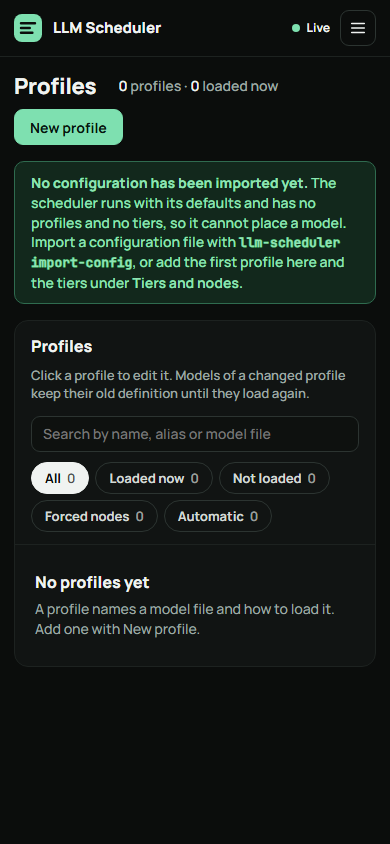 LLM Scheduler
Live
Profiles
0 profiles · 0 loaded now
New profile
No configuration has been imported yet. The
scheduler runs with its defaults and has no
profiles and no tiers, so it cannot place a model.
Import a configuration file with llm-scheduler
import-config, or add the first profile here and
the tiers under Tiers and nodes.
Profiles
Click a profile to edit it. Models of a changed profile
keep their old definition until they load again.
Search by name, alias or model file
All 0
Loaded now 0
Not loaded 0
Forced nodes 0
Automatic 0
No profiles yet
A profile names a model file and how to load it.
Add one with New profile.